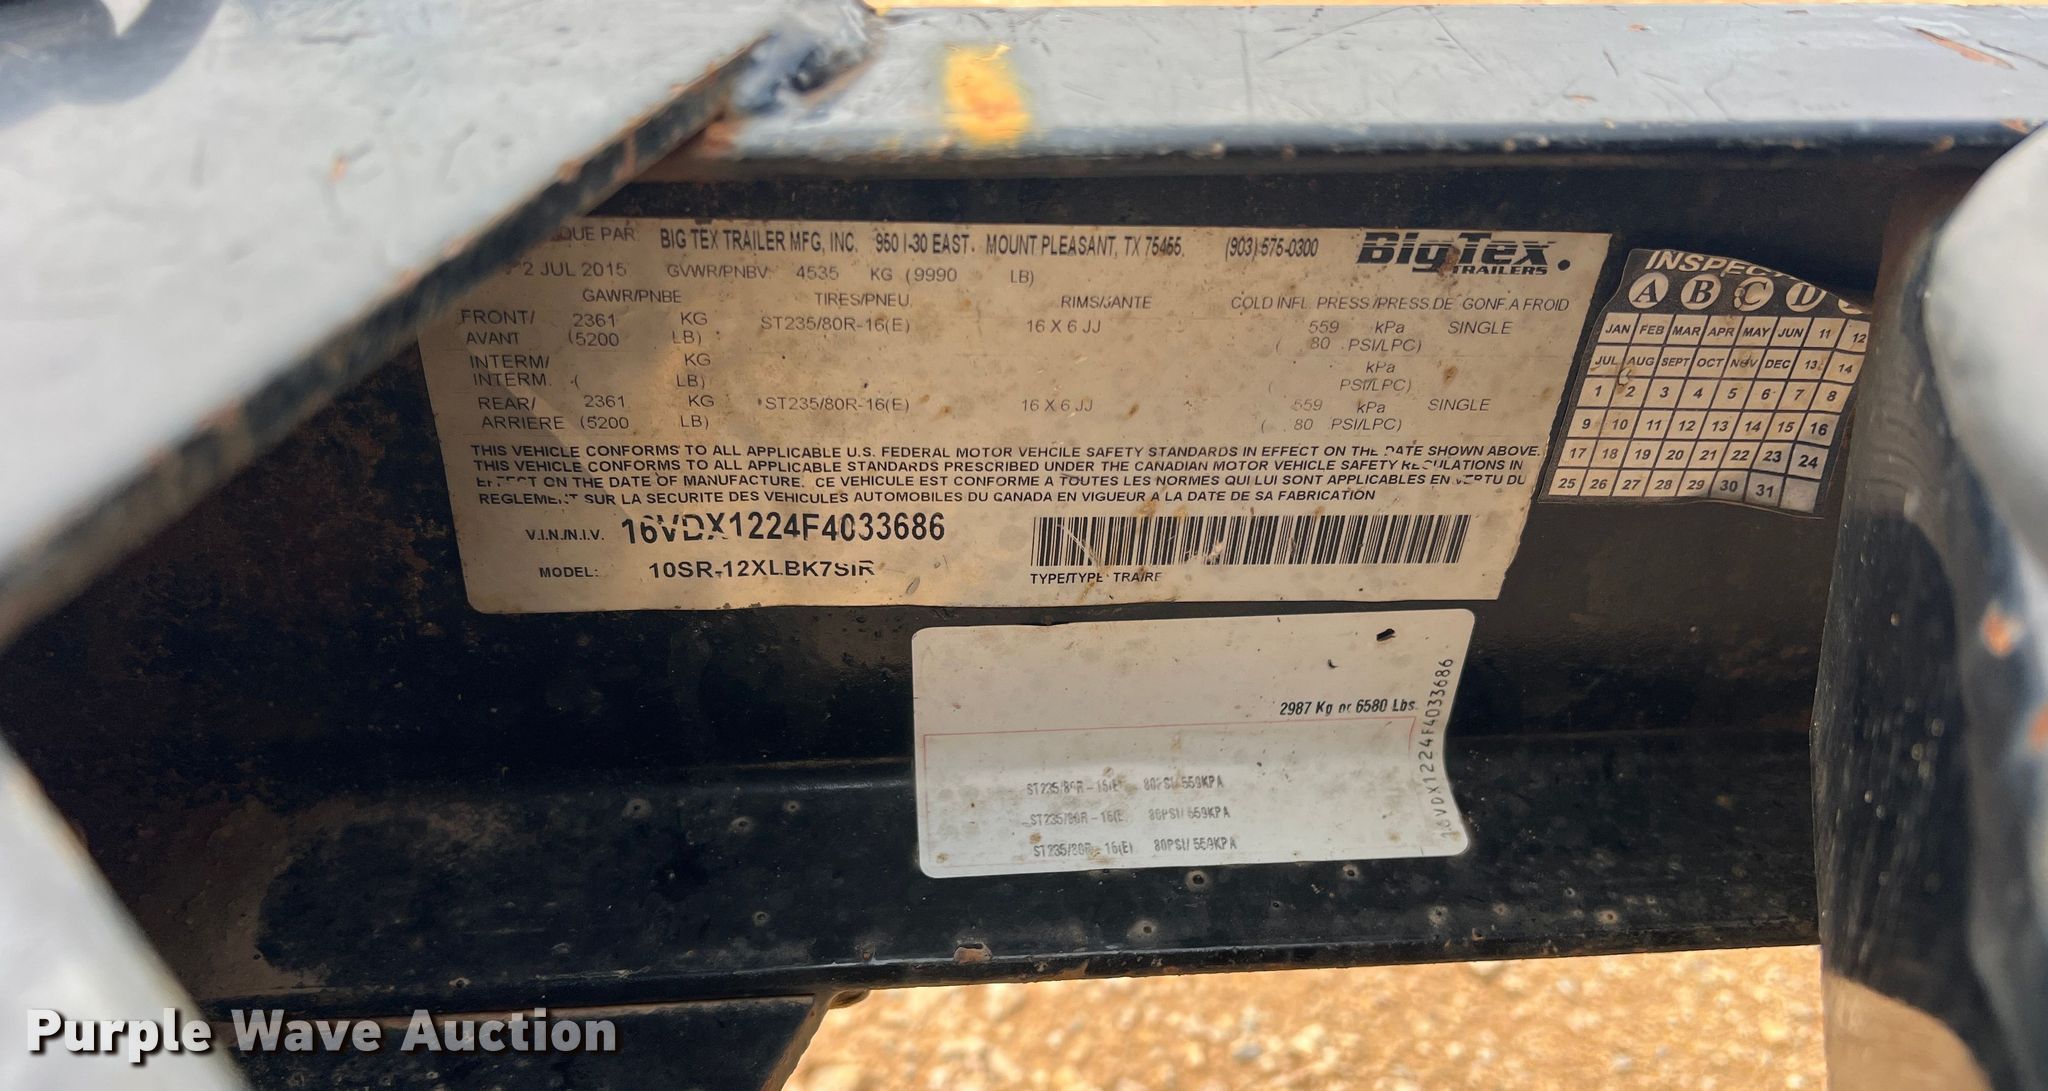 QUE PAR: BIG TEX TRAILER MFG, INC. 950 I-30 EAST. MOUNT PLEASANT, TX 75455. (903) 575-0300 BigTex TRAILERS
2 JUL 2015 GVWR/PNBV: 4535 KG (9990 LB)
GAWR/PNBE TIRES/PNEU RIMS/JANTE COLD INFL. PRESS./PRESS.DE GONF.A FROID
FRONT/ 2361 KG ST235/80R-16(E) 16 X 6 JJ 559 kPa SINGLE
AVANT (5200 LB) ( 80 PSI/LPC)
INTERM/ KG kPa
INTERM. ( LB) ( PSI/LPC)
REAR/ 2361 KG ST235/80R-16(E) 16 X 6 JJ 559 kPa SINGLE
ARRIERE (5200 LB) ( 80 PSI/LPC)
THIS VEHICLE CONFORMS TO ALL APPLICABLE U.S. FEDERAL MOTOR VEHCILE SAFETY STANDARDS IN EFFECT ON THE DATE SHOWN ABOVE.
THIS VEHICLE CONFORMS TO ALL APPLICABLE STANDARDS PRESCRIBED UNDER THE CANADIAN MOTOR VEHICLE SAFETY REGULATIONS IN
EFFECT ON THE DATE OF MANUFACTURE. CE VEHICULE EST CONFORME A TOUTES LES NORMES QUI LUI SONT APPLICABLES EN VERTU DU
REGLEMENT SUR LA SECURITE DES VEHICULES AUTOMOBILES DU CANADA EN VIGUEUR A LA DATE DE SA FABRICATION
V.I.N./N.I.V. 16VDX1224F4033686
MODEL: 10SR-12XLBK7SIR
TYPE/TYPE: TRA/RE
INSPEC
A B C D
JAN FEB MAR APR MAY JUN 11 12
JUL AUG SEPT OCT NOV DEC 13 14
1 2 3 4 5 6 7 8
9 10 11 12 13 14 15 16
17 18 19 20 21 22 23 24
25 26 27 28 29 30 31
2987 Kg or 6580 Lbs.
ST235/80R-16(E) 80PSI/559KPA
ST235/80R-16(E) 80PSI/559KPA
ST235/80R-16(E) 80PSI/559KPA
16VDX1224F4033686
Purple Wave Auction